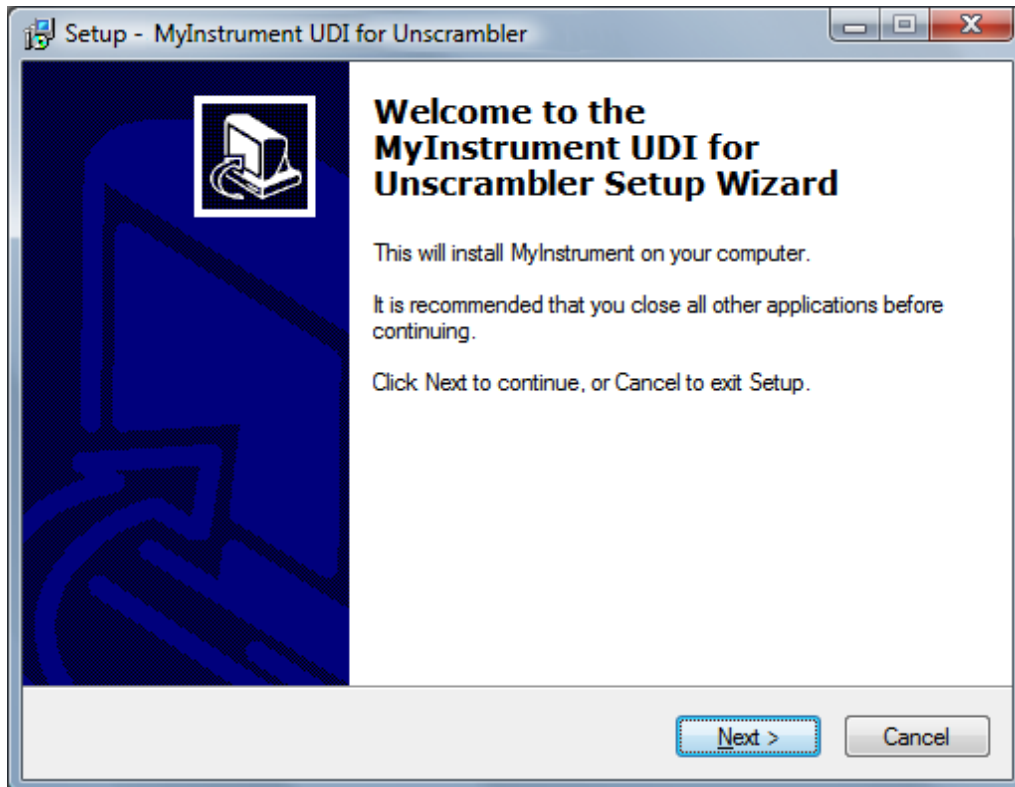 Setup - MyInstrument UDI for Unscrambler
Welcome to the
MyInstrument UDI for
Unscrambler Setup Wizard
This will install MyInstrument on your computer.
It is recommended that you close all other applications before
continuing.
Click Next to continue, or Cancel to exit Setup.
Next >
Cancel